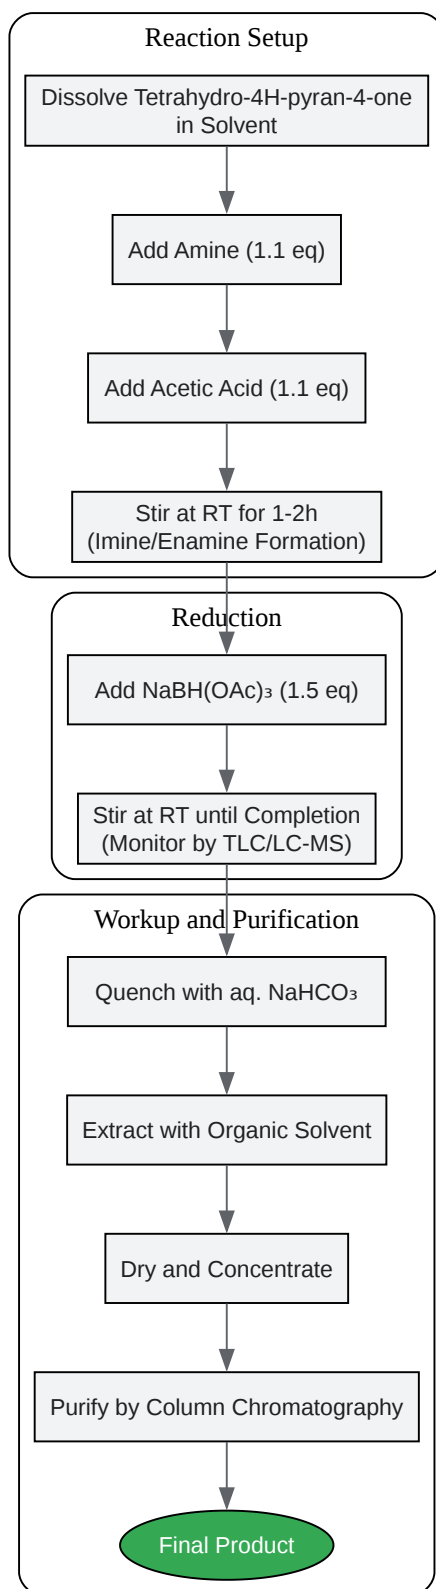 Reaction Setup
Dissolve Tetrahydro-4H-pyran-4-one
in Solvent
Add Amine (1.1 eq)
Add Acetic Acid (1.1 eq)
Stir at RT for 1-2h
(Imine/Enamine Formation)
Reduction
Add NaBH(OAc)₃ (1.5 eq)
Stir at RT until Completion
(Monitor by TLC/LC-MS)
Workup and Purification
Quench with aq. NaHCO₃
Extract with Organic Solvent
Dry and Concentrate
Purify by Column Chromatography
Final Product